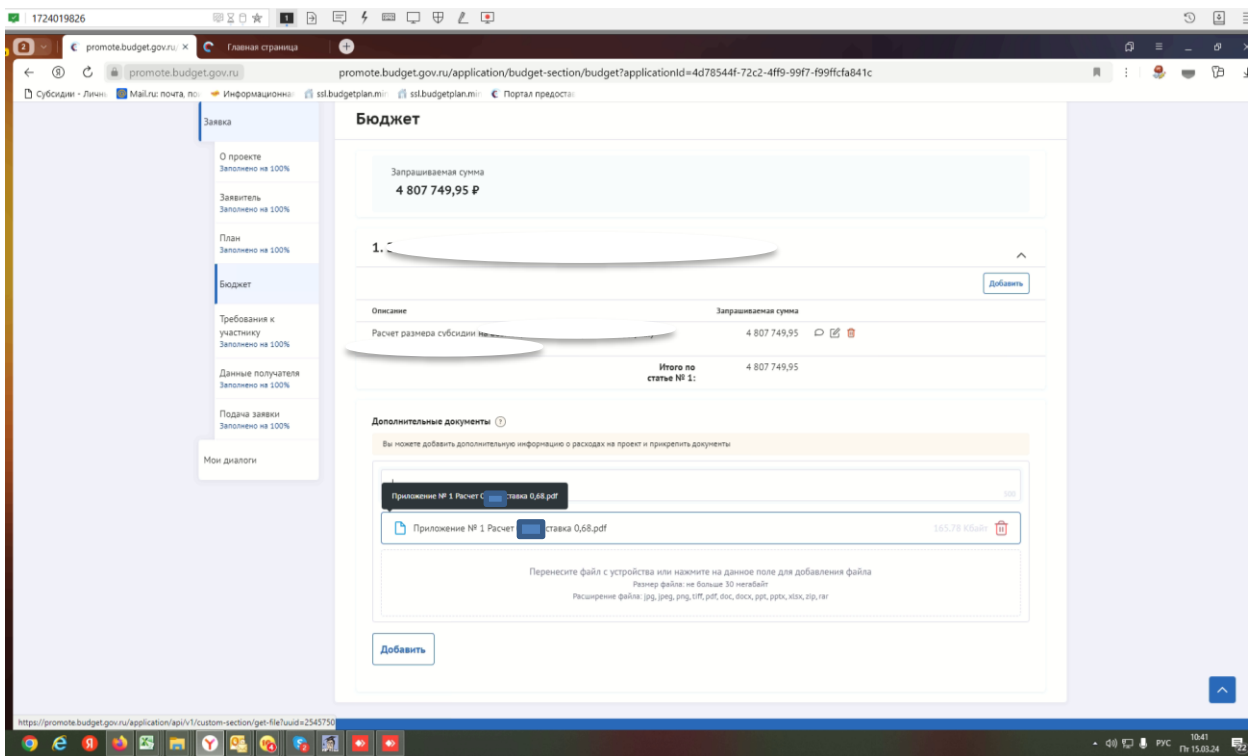 1724019826
1
2
promote.budget.gov.ru/
Главная страница
promote.budget.gov.ru
promote.budget.gov.ru/application/budget-section/budget?applicationId=4d78544f-72c2-4ff9-99f7-f99ffcfa841c
Субсидии - Личн
Mail.ru: почта, по
Информационна
ssl.budgetplan.min
ssl.budgetplan.min
Портал предоста
Заявка
О проекте
Заполнено на 100%
Заявитель
Заполнено на 100%
План
Заполнено на 100%
Бюджет
Требования к
участнику
Заполнено на 100%
Данные получателя
Заполнено на 100%
Подача заявки
Заполнено на 100%
Мои диалоги
Бюджет
Запрашиваемая сумма
4 807 749,95 ₽
1.
Добавить
Описание
Запрашиваемая сумма
Расчет размера субсидии на
4 807 749,95
Итого по
статье № 1:
4 807 749,95
Дополнительные документы
Вы можете добавить дополнительную информацию о расходах на проект и прикрепить документы
500
Приложение № 1 Расчет ставка 0,68.pdf
Приложение № 1 Расчет ставка 0,68.pdf
165.78 Кбайт
Перенесите файл с устройства или нажмите на данное поле для добавления файла
Размер файла: не больше 30 мегабайт
Расширение файла: jpg, jpeg, png, tiff, pdf, doc, docx, ppt, pptx, xlsx, zip, rar
Добавить
https://promote.budget.gov.ru/application/api/v1/custom-section/get-file?uuid=2545750
РУС
10:41
Пт 15.03.24